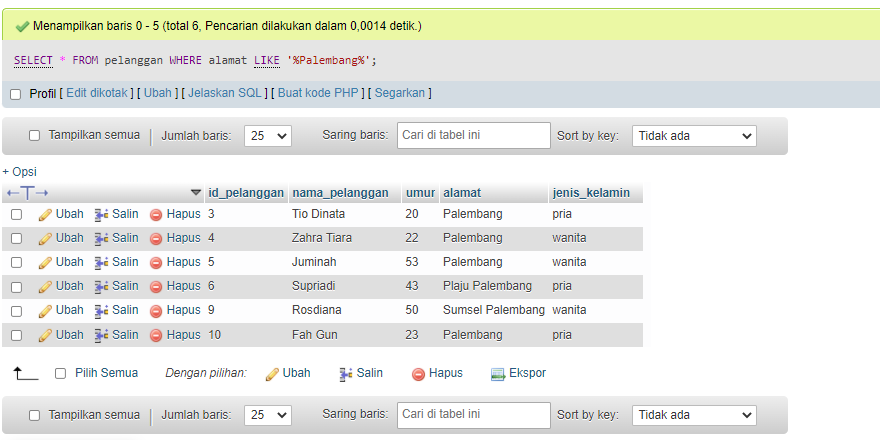 Menampilkan baris 0 - 5 (total 6, Pencarian dilakukan dalam 0,0014 detik.)
SELECT * FROM pelanggan WHERE alamat LIKE '%Palembang%';
Profil [ Edit dikotak ] [ Ubah ] [ Jelaskan SQL ] [ Buat kode PHP ] [ Segarkan ]
Tampilkan semua | Jumlah baris: 25 Saring baris: Cari di tabel ini Sort by key: Tidak ada
+ Opsi
←T→ id_pelanggan nama_pelanggan umur alamat jenis_kelamin
Ubah Salin Hapus 3 Tio Dinata 20 Palembang pria
Ubah Salin Hapus 4 Zahra Tiara 22 Palembang wanita
Ubah Salin Hapus 5 Juminah 53 Palembang wanita
Ubah Salin Hapus 6 Supriadi 43 Plaju Palembang pria
Ubah Salin Hapus 9 Rosdiana 50 Sumsel Palembang wanita
Ubah Salin Hapus 10 Fah Gun 23 Palembang pria
Pilih Semua Dengan pilihan: Ubah Salin Hapus Ekspor
Tampilkan semua | Jumlah baris: 25 Saring baris: Cari di tabel ini Sort by key: Tidak ada